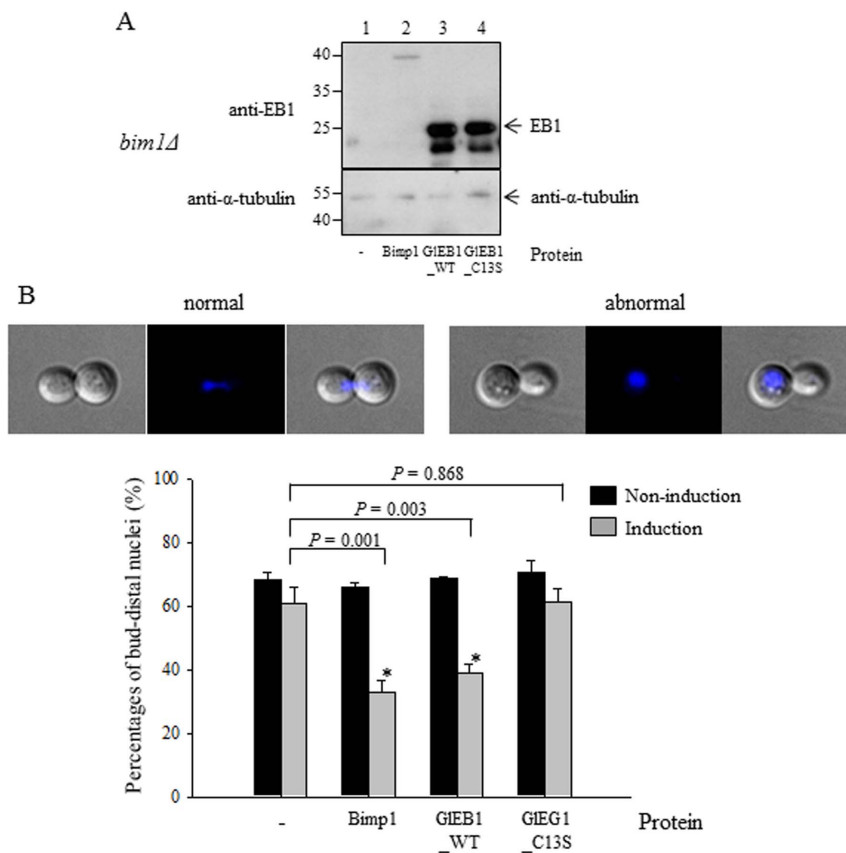 A
1 2 3 4
40
35
25
anti-EB1
EB1
bim1Δ
55
40
anti-α-tubulin
anti-α-tubulin
- Bimp1 GlEB1 GlEB1 Protein
_WT _C13S
B
normal abnormal
Percentages of bud-distal nuclei (%)
100
80
60
40
20
0
P = 0.868
P = 0.003
P = 0.001
* *
Non-induction
Induction
- Bimp1 GlEB1 GlEG1 Protein
_WT _C13S